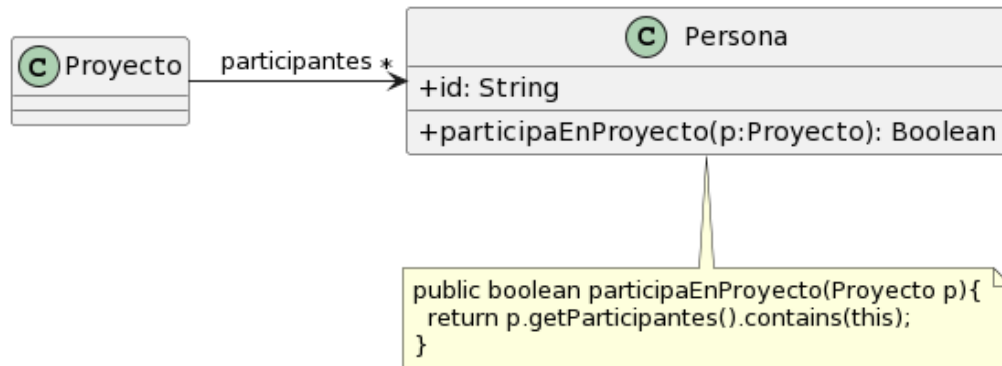 C Persona
C Proyecto
participantes *
+id: String
+participaEnProyecto(p:Proyecto): Boolean
public boolean participaEnProyecto(Proyecto p){
return p.getParticipantes().contains(this);
}